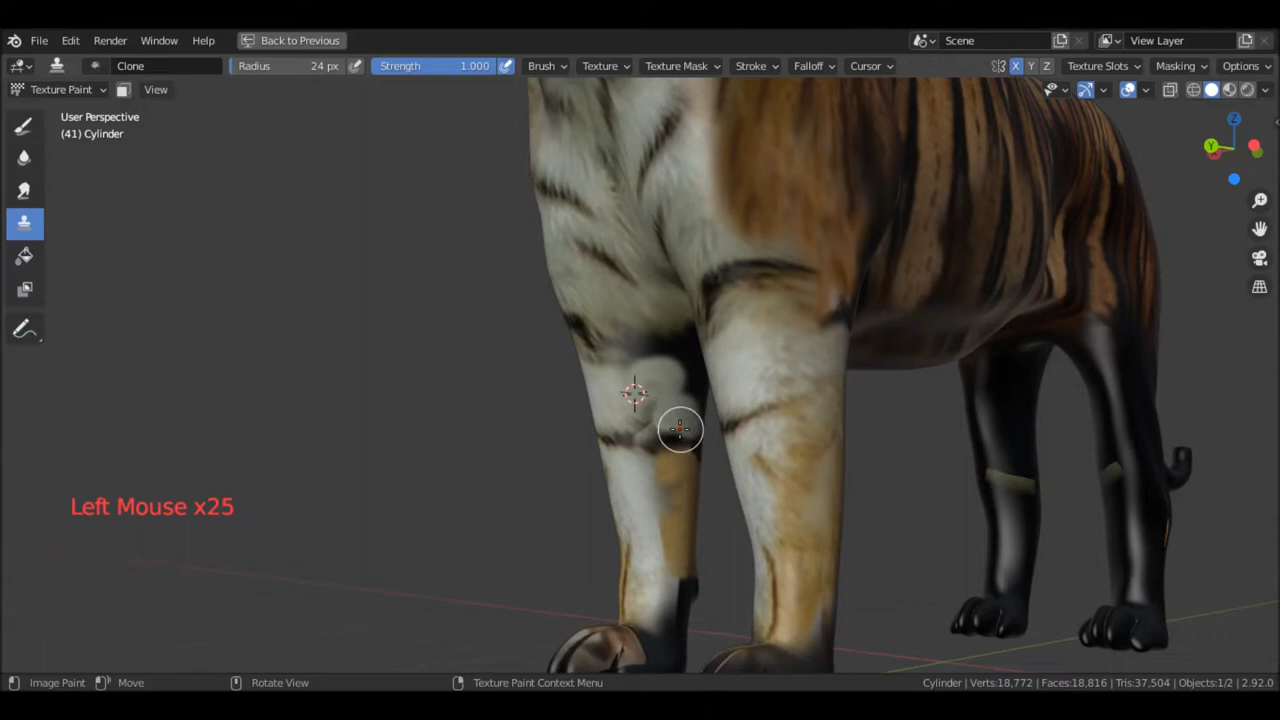 File Edit Render Window Help Back to Previous Scene View Layer
Clone Radius 24 px Strength 1.000 Brush Texture Texture Mask Stroke Falloff Cursor X Y Z Texture Slots Masking Options
Texture Paint View
User Perspective
(41) Cylinder
Z
Y
Left Mouse x25
Image Paint Move Rotate View Texture Paint Context Menu Cylinder | Verts:18,772 | Faces:18,816 | Tris:37,504 | Objects:1/2 | 2.92.0